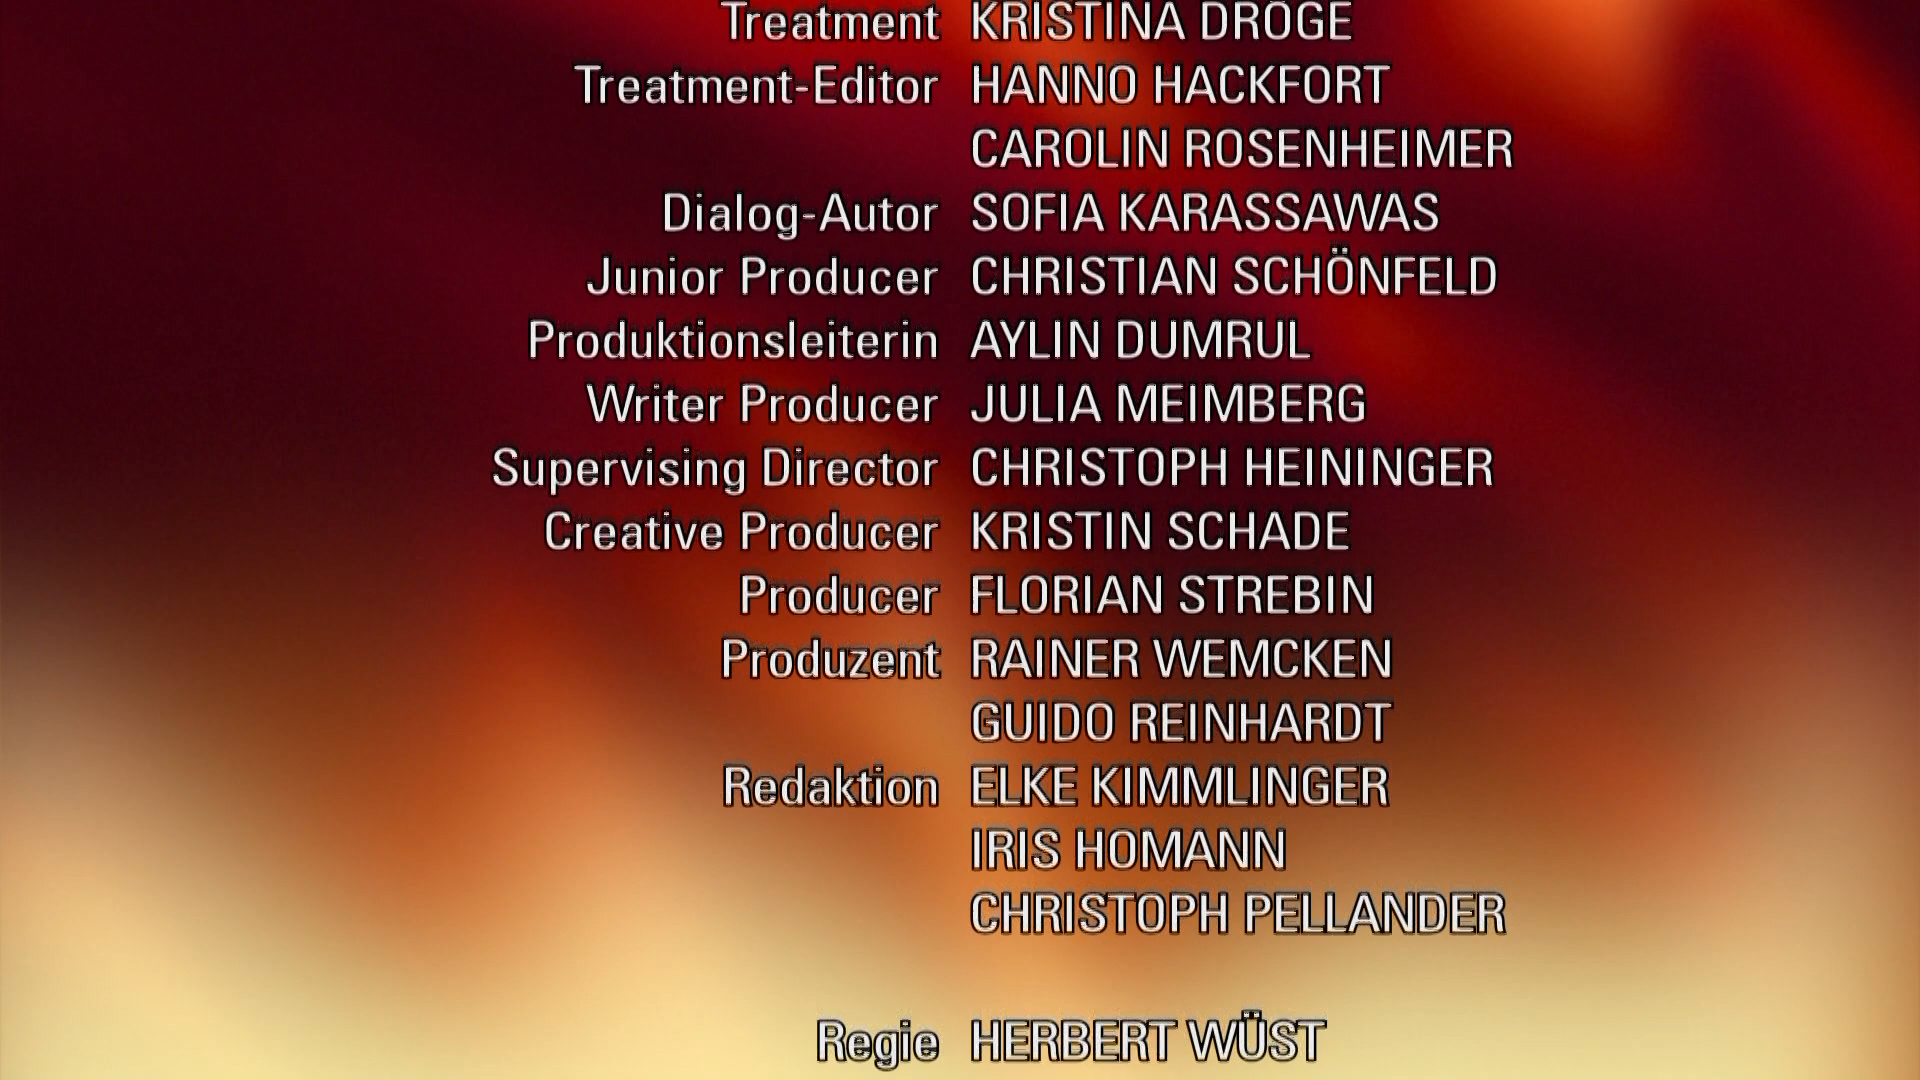 Treatment KRISTINA DRÖGE
Treatment-Editor HANNO HACKFORT
CAROLIN ROSENHEIMER
Dialog-Autor SOFIA KARASSAWAS
Junior Producer CHRISTIAN SCHÖNFELD
Produktionsleiterin AYLIN DUMRUL
Writer Producer JULIA MEIMBERG
Supervising Director CHRISTOPH HEININGER
Creative Producer KRISTIN SCHADE
Producer FLORIAN STREBIN
Produzent RAINER WEMCKEN
GUIDO REINHARDT
Redaktion ELKE KIMMLINGER
IRIS HOMANN
CHRISTOPH PELLANDER
Regie HERBERT WÜST